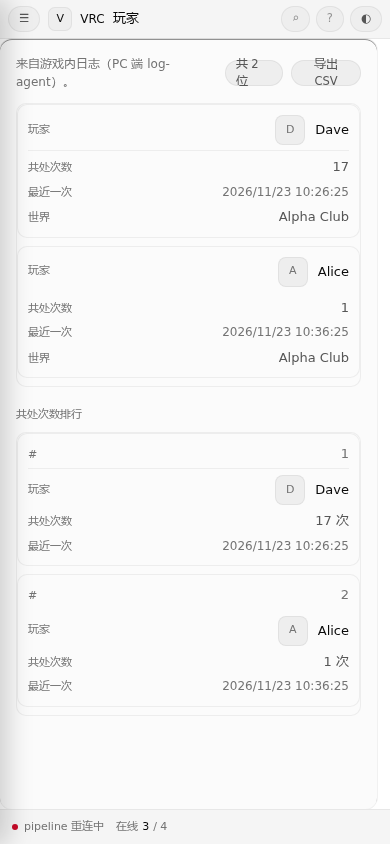 ☰ V VRC 玩家 ⌕ ? ◐
来自游戏内日志（PC 端 log-
agent）。
共 2
位
导出
CSV
玩家 D Dave
共处次数 17
最近一次 2026/11/23 10:26:25
世界 Alpha Club
玩家 A Alice
共处次数 1
最近一次 2026/11/23 10:36:25
世界 Alpha Club
共处次数排行
# 1
玩家 D Dave
共处次数 17 次
最近一次 2026/11/23 10:26:25
# 2
玩家 A Alice
共处次数 1 次
最近一次 2026/11/23 10:36:25
pipeline 重连中 在线 3 / 4